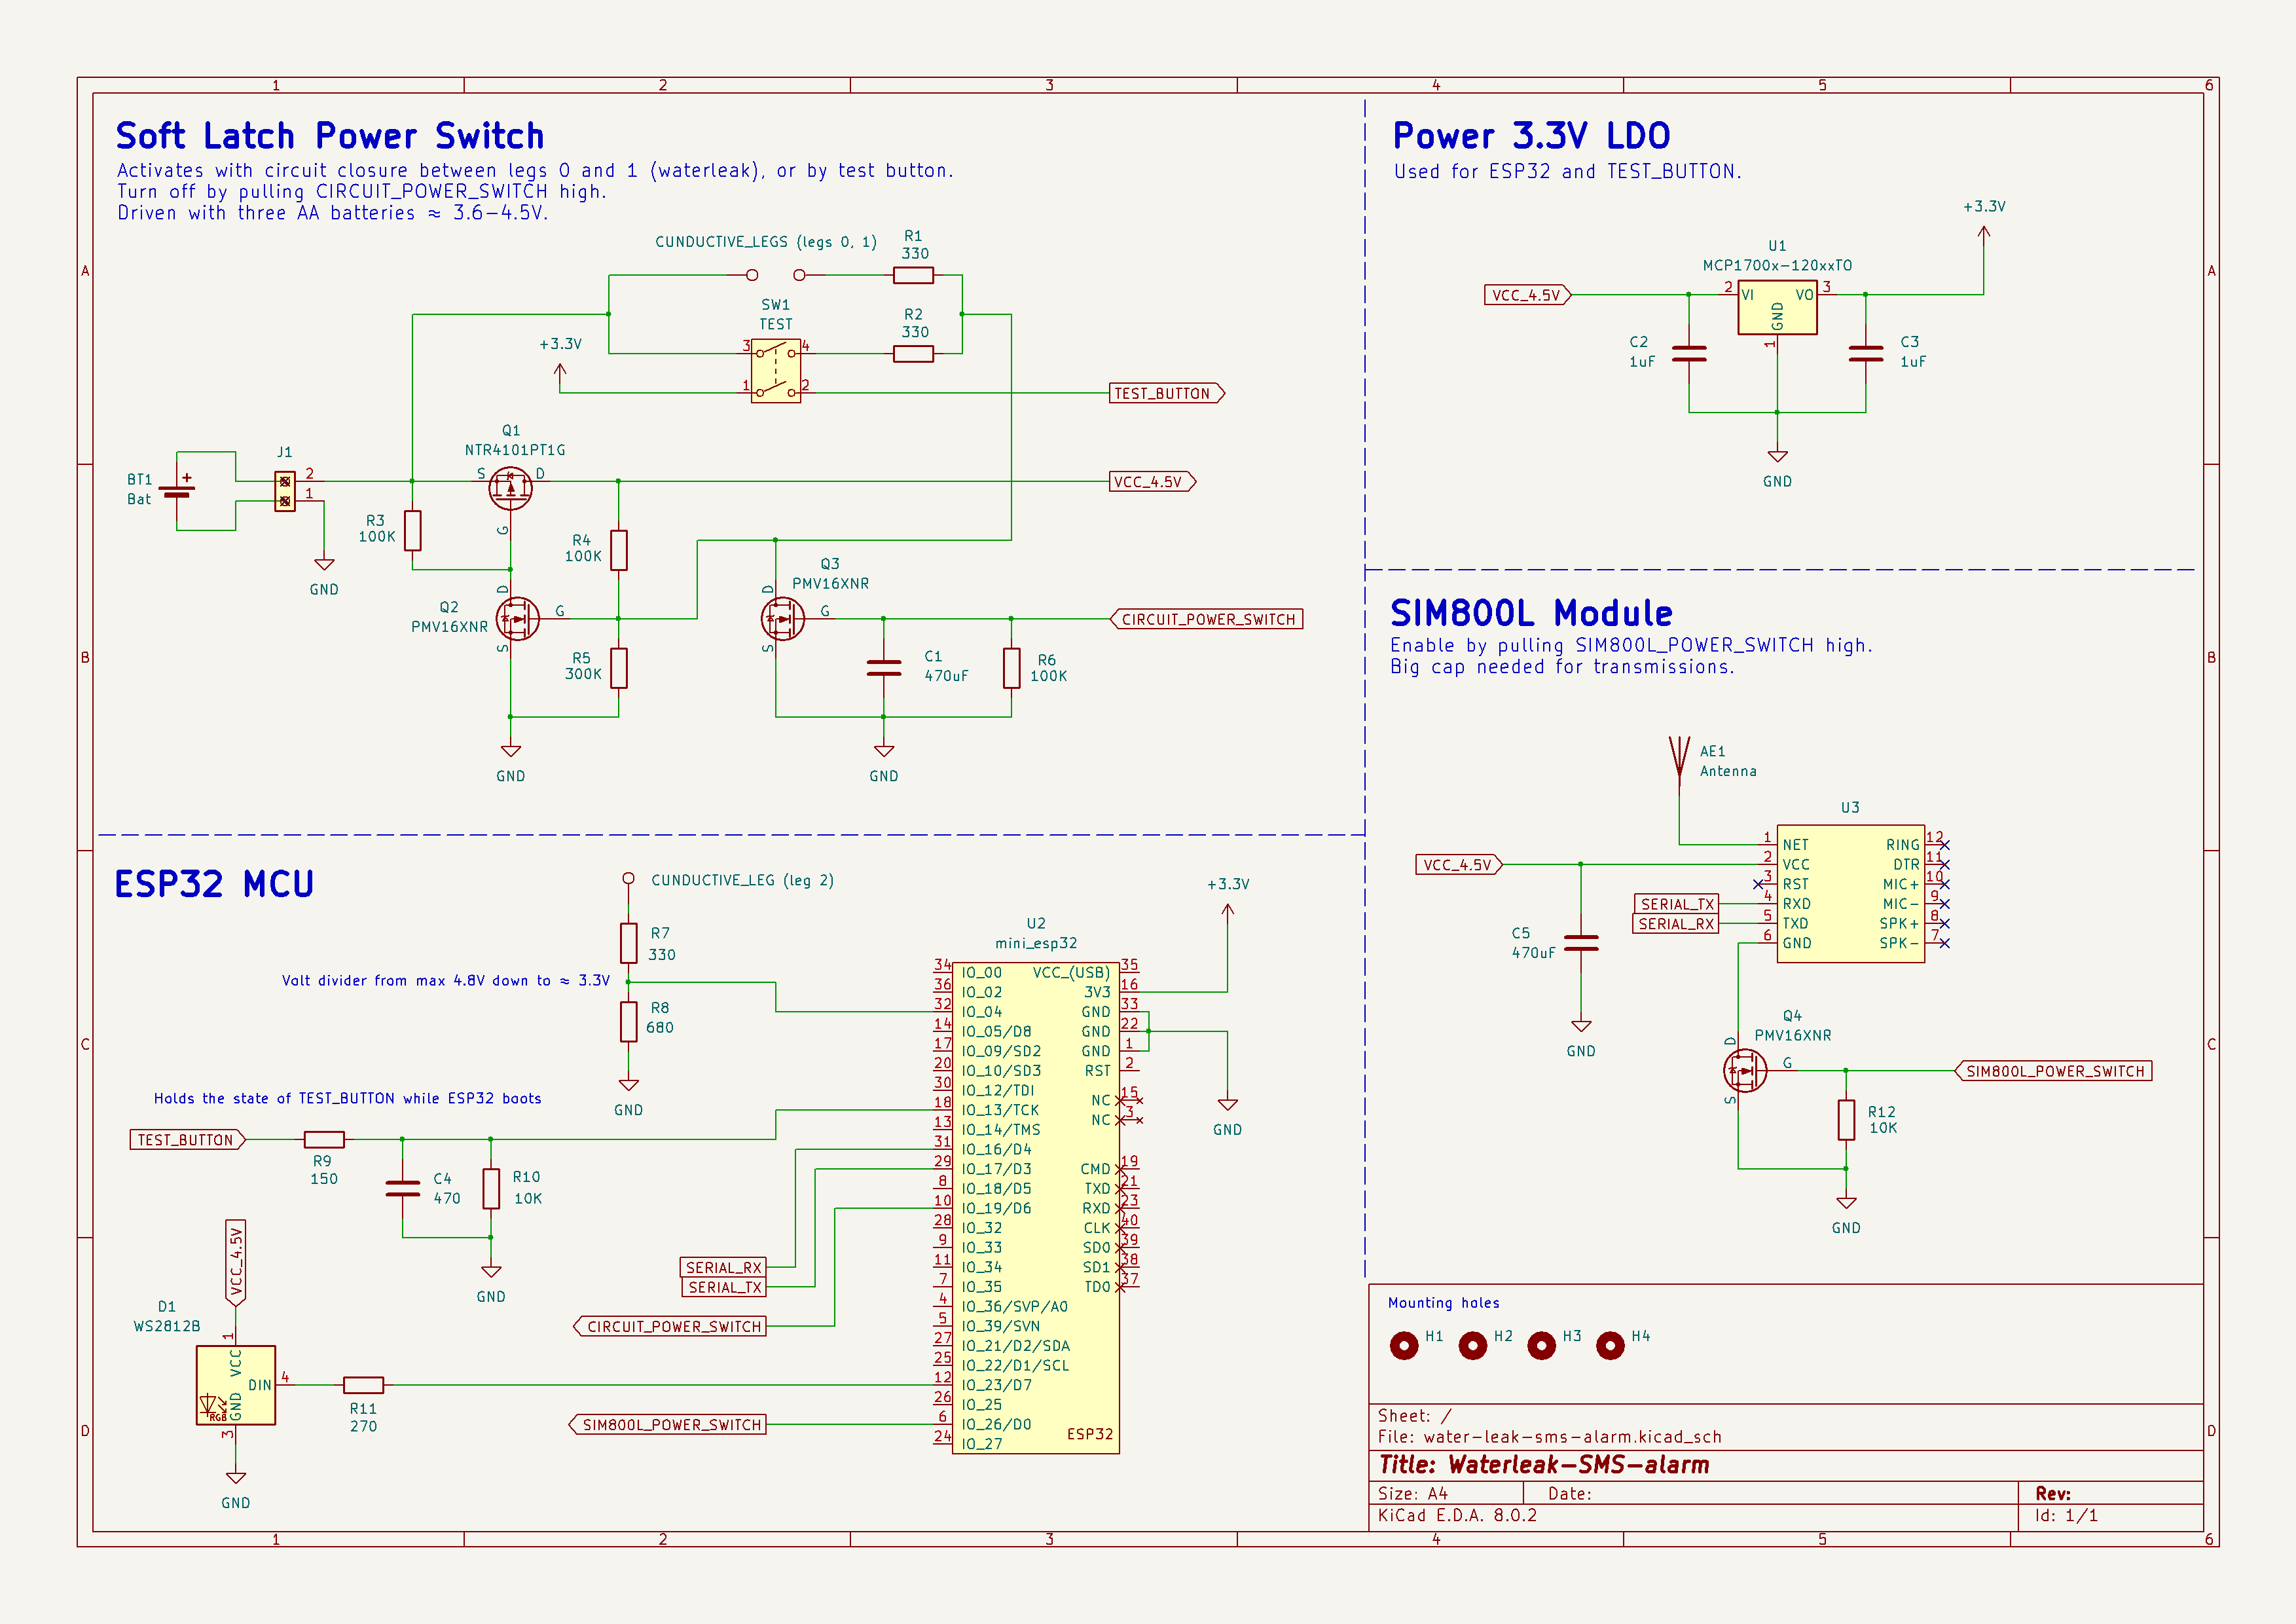 1 2 3 4 5 6
Soft Latch Power Switch
Activates with circuit closure between legs 0 and 1 (waterleak), or by test button.
Turn off by pulling CIRCUIT_POWER_SWITCH high.
Driven with three AA batteries ≈ 3.6-4.5V.
A
B
C
D
CUNDUCTIVE_LEGS (legs 0, 1)
R1
330
SW1
TEST
R2
330
+3.3V
3
4
1
2
TEST_BUTTON
Q1
NTR4101PT1G
S
D
G
J1
2
1
BT1
+
Bat
VCC_4.5V
R3
100K
GND
R4
100K
Q2
PMV16XNR
D
G
S
R5
300K
GND
Q3
PMV16XNR
D
G
S
CIRCUIT_POWER_SWITCH
C1
470uF
R6
100K
GND
Power 3.3V LDO
Used for ESP32 and TEST_BUTTON.
+3.3V
U1
MCP1700x-120xxTO
VCC_4.5V
2
VI
VO
3
GND
1
C2
1uF
C3
1uF
GND
SIM800L Module
Enable by pulling SIM800L_POWER_SWITCH high.
Big cap needed for transmissions.
AE1
Antenna
U3
1 NET RING 12
2 VCC DTR 11
3 RST MIC+ 10
4 RXD MIC- 9
5 TXD SPK+ 8
6 GND SPK- 7
VCC_4.5V
SERIAL_TX
SERIAL_RX
C5
470uF
GND
Q4
PMV16XNR
D
G
S
SIM800L_POWER_SWITCH
R12
10K
GND
ESP32 MCU
CUNDUCTIVE_LEG (leg 2)
R7
330
Volt divider from max 4.8V down to ≈ 3.3V
R8
680
GND
Holds the state of TEST_BUTTON while ESP32 boots
TEST_BUTTON
R9
150
C4
470
R10
10K
GND
VCC_4.5V
D1
WS2812B
1
VCC
DIN
4
GND
RGB
3
GND
R11
270
SERIAL_RX
SERIAL_TX
CIRCUIT_POWER_SWITCH
SIM800L_POWER_SWITCH
+3.3V
U2
mini_esp32
34 IO_00 VCC_(USB) 35
36 IO_02 3V3 16
32 IO_04 GND 33
14 IO_05/D8 GND 22
17 IO_09/SD2 GND 1
20 IO_10/SD3 RST 2
30 IO_12/TDI
NC 15
18 IO_13/TCK
NC 3
13 IO_14/TMS
31 IO_16/D4
29 IO_17/D3 CMD 19
8 IO_18/D5 TXD 21
10 IO_19/D6 RXD 23
28 IO_32 CLK 40
9 IO_33 SD0 39
11 IO_34 SD1 38
7 IO_35 TD0 37
4 IO_36/SVP/A0
5 IO_39/SVN
27 IO_21/D2/SDA
25 IO_22/D1/SCL
12 IO_23/D7
26 IO_25
6 IO_26/D0
24 IO_27
ESP32
GND
Mounting holes
H1 H2 H3 H4
Sheet: /
File: water-leak-sms-alarm.kicad_sch
Title: Waterleak-SMS-alarm
Size: A4 Date: Rev:
KiCad E.D.A. 8.0.2 Id: 1/1
A
B
C
D
1 2 3 4 5 6